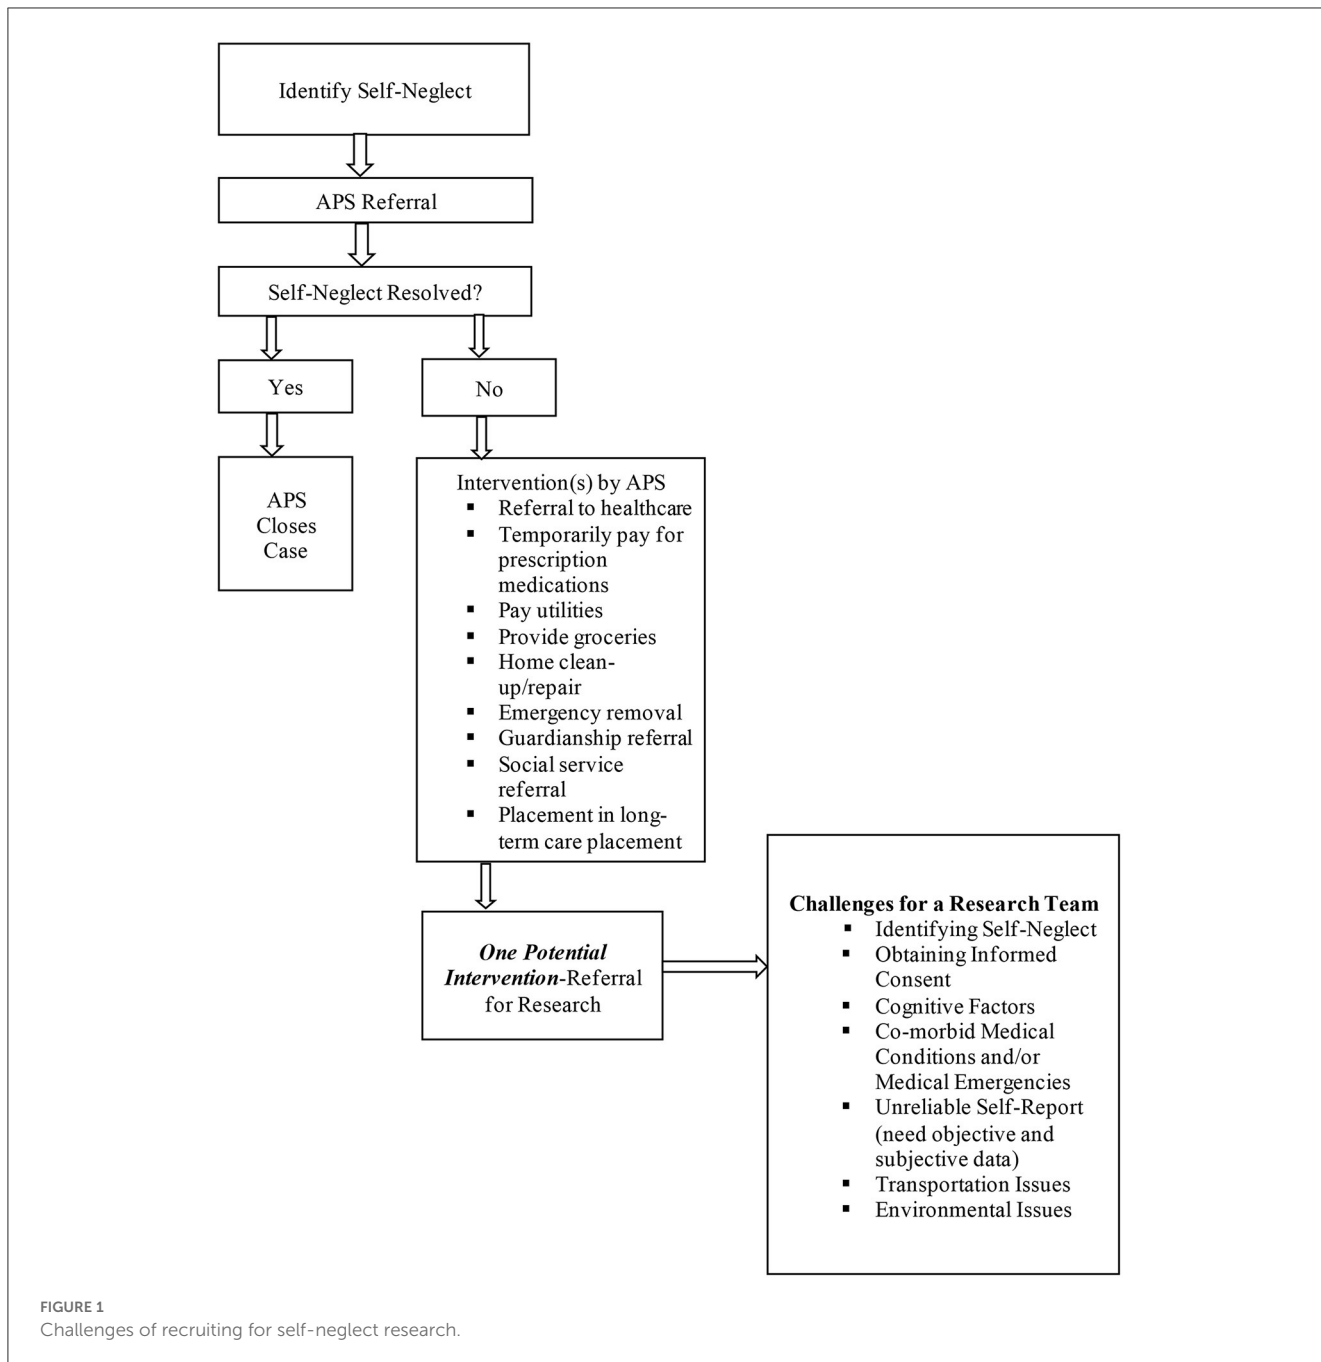 Identify Self-Neglect
APS Referral
Self-Neglect Resolved?
Yes
No
APS
Closes
Case
Intervention(s) by APS
▪ Referral to healthcare
▪ Temporarily pay for
prescription
medications
▪ Pay utilities
▪ Provide groceries
▪ Home clean-
up/repair
▪ Emergency removal
▪ Guardianship referral
▪ Social service
referral
▪ Placement in long-
term care placement
One Potential
Intervention-Referral
for Research
Challenges for a Research Team
▪ Identifying Self-Neglect
▪ Obtaining Informed
Consent
▪ Cognitive Factors
▪ Co-morbid Medical
Conditions and/or
Medical Emergencies
▪ Unreliable Self-Report
(need objective and
subjective data)
▪ Transportation Issues
▪ Environmental Issues
FIGURE 1
Challenges of recruiting for self-neglect research.